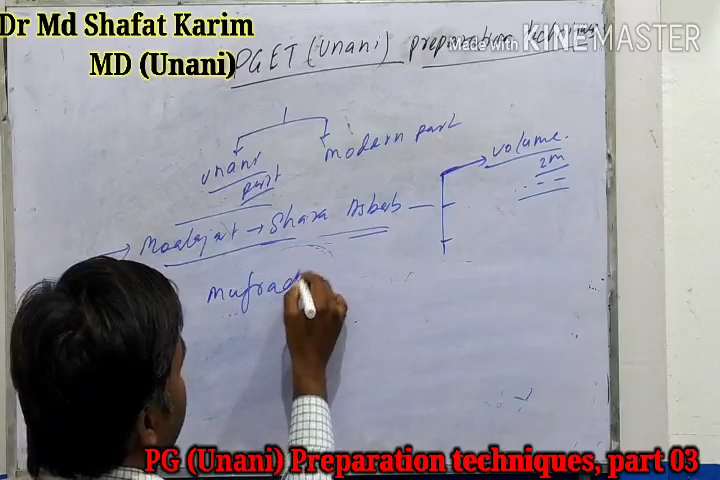 Dr Md Shafat Karim
MD (Unani)
Made with KINEMASTER
PGET (Unani) preparation
unani part
Modern part
Moalejat → Shara Asbab
volume.
2m
mufrad
PG (Unani) Preparation techniques, part 03